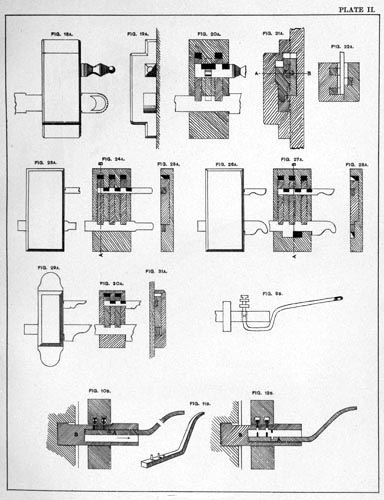 PLATE II.
FIG. 18A.
FIG. 19A.
FIG. 20A.
FIG. 21A.
FIG. 22A.
A
B
FIG. 23A.
FIG. 24A.
FIG. 25A.
FIG. 26A.
FIG. 27A.
FIG. 28A.
B
B
A
A
FIG. 29A.
FIG. 30A.
FIG. 31A.
FIG. 9B.
FIG. 10B.
FIG. 11B.
FIG. 12B.
B
A
B
A